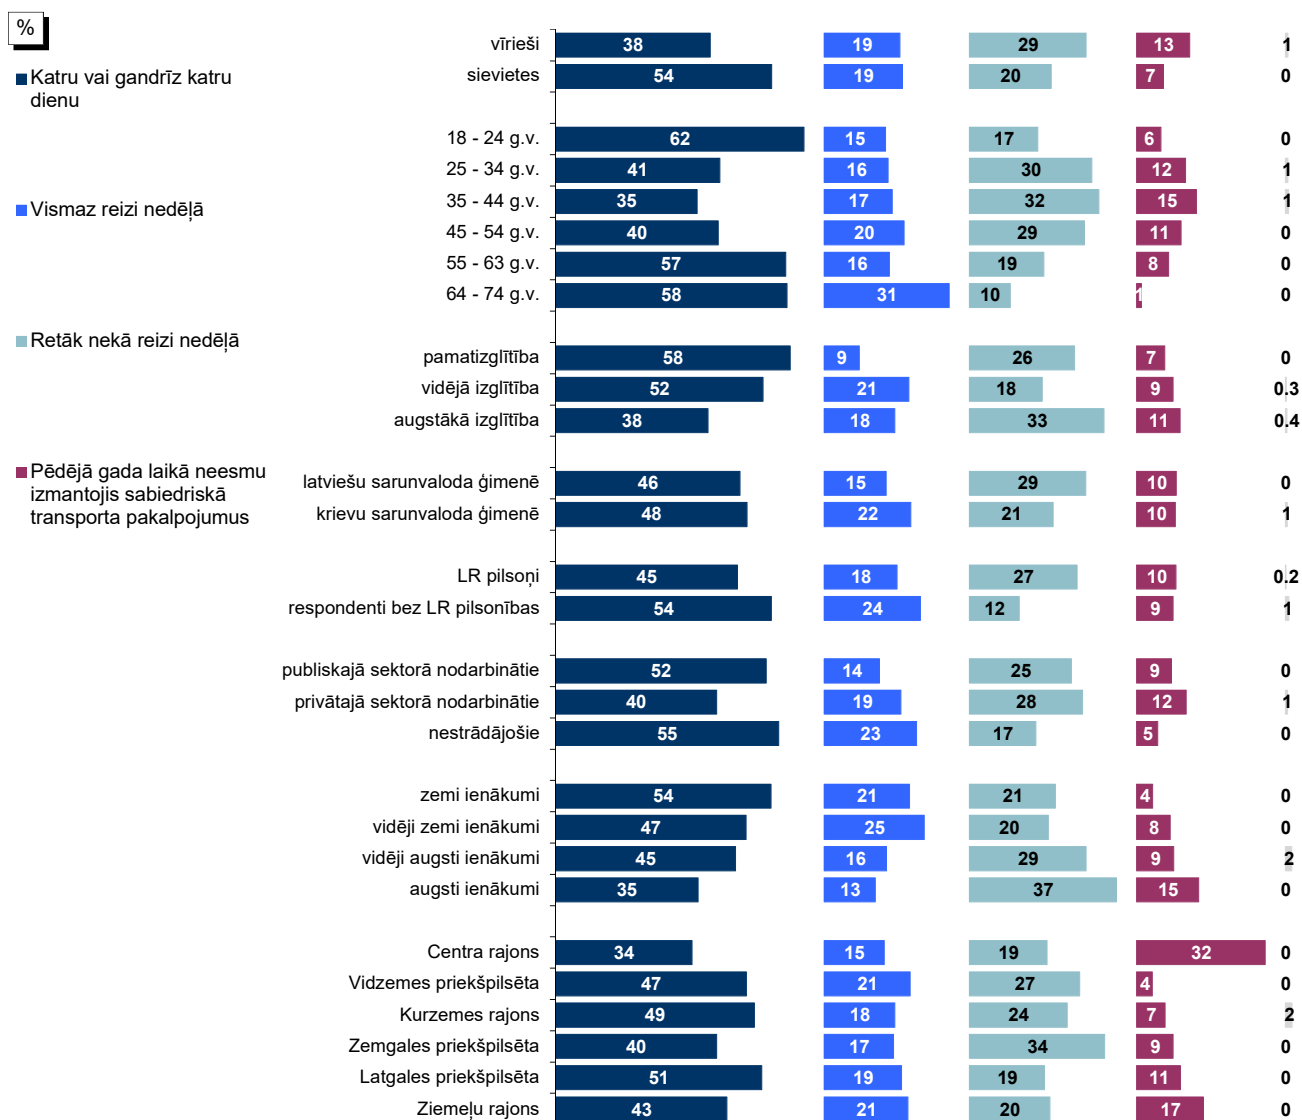 %
Katru vai gandrīz katru
dienu
Vismaz reizi nedēļā
Retāk nekā reizi nedēļā
Pēdējā gada laikā neesmu
izmantojis sabiedriskā
transporta pakalpojumus
vīrieši 38 19 29 13 1
sievietes 54 19 20 7 0
18 - 24 g.v. 62 15 17 6 0
25 - 34 g.v. 41 16 30 12 1
35 - 44 g.v. 35 17 32 15 1
45 - 54 g.v. 40 20 29 11 0
55 - 63 g.v. 57 16 19 8 0
64 - 74 g.v. 58 31 10 1 0
pamatizglītība 58 9 26 7 0
vidējā izglītība 52 21 18 9 0.3
augstākā izglītība 38 18 33 11 0.4
latviešu sarunvaloda ģimenē 46 15 29 10 0
krievu sarunvaloda ģimenē 48 22 21 10 1
LR pilsoņi 45 18 27 10 0.2
respondenti bez LR pilsonības 54 24 12 9 1
publiskajā sektorā nodarbinātie 52 14 25 9 0
privātajā sektorā nodarbinātie 40 19 28 12 1
nestrādājošie 55 23 17 5 0
zemi ienākumi 54 21 21 4 0
vidēji zemi ienākumi 47 25 20 8 0
vidēji augsti ienākumi 45 16 29 9 2
augsti ienākumi 35 13 37 15 0
Centra rajons 34 15 19 32 0
Vidzemes priekšpilsēta 47 21 27 4 0
Kurzemes rajons 49 18 24 7 2
Zemgales priekšpilsēta 40 17 34 9 0
Latgales priekšpilsēta 51 19 19 11 0
Ziemeļu rajons 43 21 20 17 0